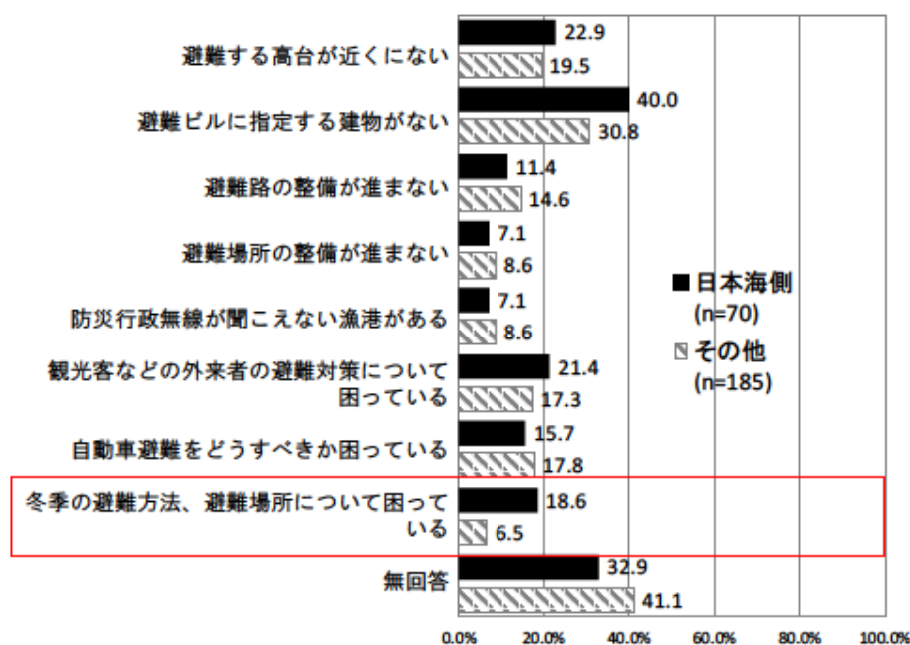 避難する高台が近くにない
22.9
19.5
避難ビルに指定する建物がない
40.0
30.8
避難路の整備が進まない
11.4
14.6
避難場所の整備が進まない
7.1
8.6
防災行政無線が聞こえない漁港がある
7.1
8.6
観光客などの外来者の避難対策について
困っている
21.4
17.3
自動車避難をどうすべきか困っている
15.7
17.8
冬季の避難方法、避難場所について困って
いる
18.6
6.5
無回答
32.9
41.1
日本海側
(n=70)
その他
(n=185)
0.0% 20.0% 40.0% 60.0% 80.0% 100.0%